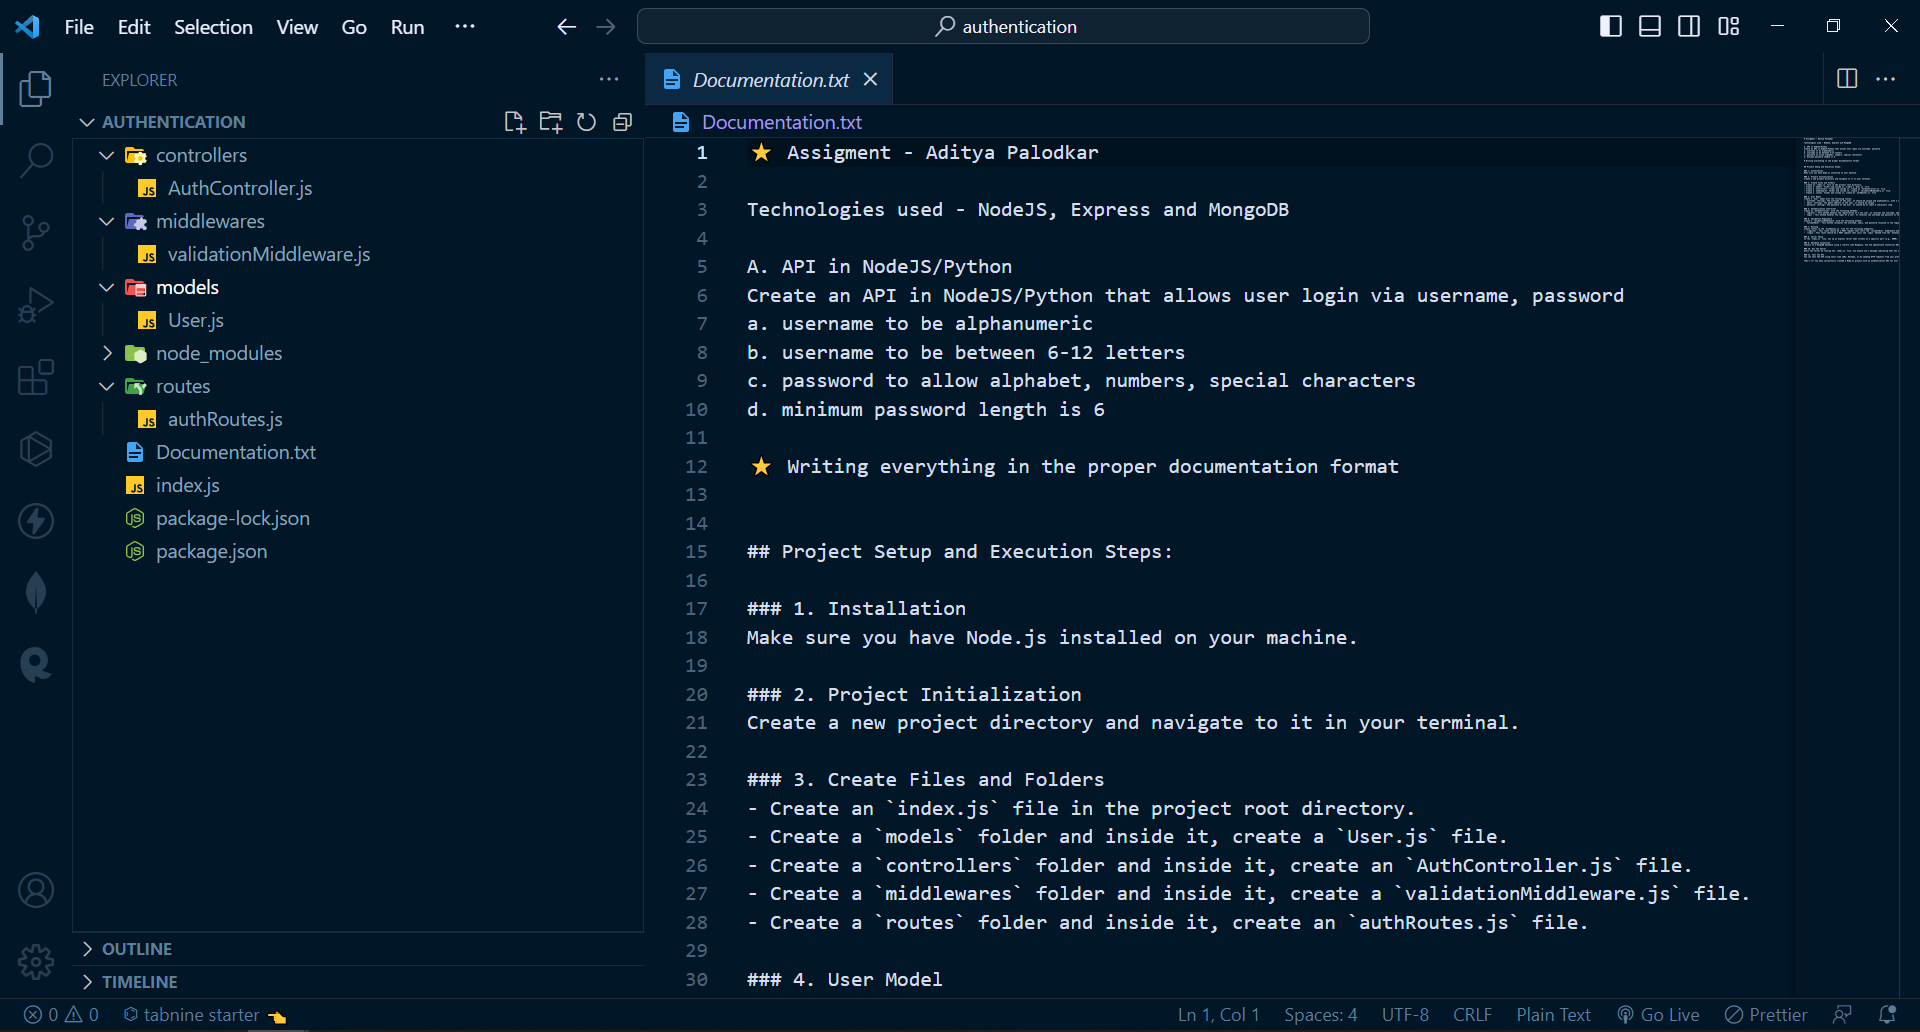 File Edit Selection View Go Run ··· authentication
EXPLORER ···
AUTHENTICATION
controllers
JS AuthController.js
middlewares
JS validationMiddleware.js
models
JS User.js
node_modules
routes
JS authRoutes.js
Documentation.txt
JS index.js
package-lock.json
package.json
OUTLINE
TIMELINE
Documentation.txt
Documentation.txt
1 ⭐ Assigment - Aditya Palodkar
2
3 Technologies used - NodeJS, Express and MongoDB
4
5 A. API in NodeJS/Python
6 Create an API in NodeJS/Python that allows user login via username, password
7 a. username to be alphanumeric
8 b. username to be between 6-12 letters
9 c. password to allow alphabet, numbers, special characters
10 d. minimum password length is 6
11
12 ⭐ Writing everything in the proper documentation format
13
14
15 ## Project Setup and Execution Steps:
16
17 ### 1. Installation
18 Make sure you have Node.js installed on your machine.
19
20 ### 2. Project Initialization
21 Create a new project directory and navigate to it in your terminal.
22
23 ### 3. Create Files and Folders
24 - Create an `index.js` file in the project root directory.
25 - Create a `models` folder and inside it, create a `User.js` file.
26 - Create a `controllers` folder and inside it, create an `AuthController.js` file.
27 - Create a `middlewares` folder and inside it, create a `validationMiddleware.js` file.
28 - Create a `routes` folder and inside it, create an `authRoutes.js` file.
29
30 ### 4. User Model
0 0 tabnine starter 👈 Ln 1, Col 1 Spaces: 4 UTF-8 CRLF Plain Text Go Live Prettier